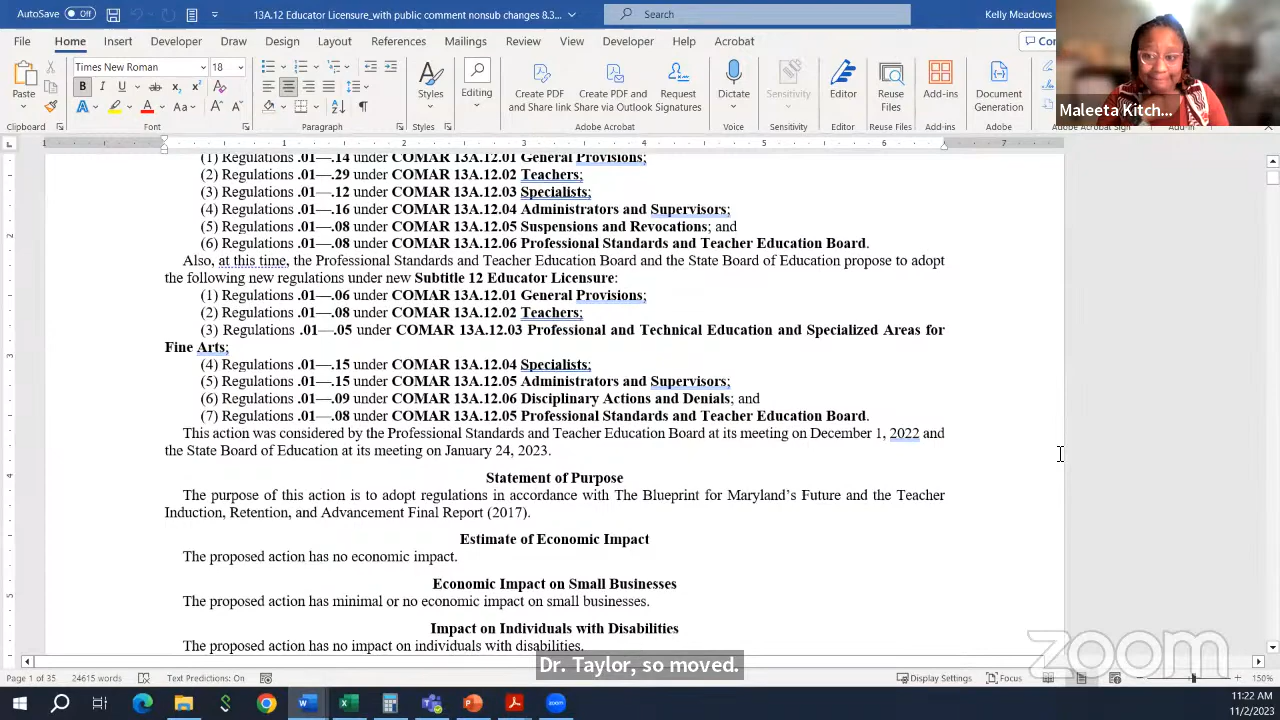 AutoSave Off
13A.12 Educator Licensure_with public comment nonsub changes 8.3...
Search
Kelly Meadows
File Home Insert Draw Design Layout References Mailings Review View Developer Help Acrobat
Times New Roman 18
Paste
Styles
Editing
Create PDF and Share link
Create PDF and Share via Outlook
Request Signatures
Dictate
Sensitivity
Editor
Reuse Files
Add-ins
Document Generation
Clipboard Font Paragraph Styles Adobe Acrobat Voice Sensitivity Editor Reuse Files Add-ins
Maleeta Kitch...
(1) Regulations .01—.14 under COMAR 13A.12.01 General Provisions;
(2) Regulations .01—.29 under COMAR 13A.12.02 Teachers;
(3) Regulations .01—.12 under COMAR 13A.12.03 Specialists;
(4) Regulations .01—.16 under COMAR 13A.12.04 Administrators and Supervisors;
(5) Regulations .01—.08 under COMAR 13A.12.05 Suspensions and Revocations; and
(6) Regulations .01—.08 under COMAR 13A.12.06 Professional Standards and Teacher Education Board.
Also, at this time, the Professional Standards and Teacher Education Board and the State Board of Education propose to adopt
the following new regulations under new Subtitle 12 Educator Licensure:
(1) Regulations .01—.06 under COMAR 13A.12.01 General Provisions;
(2) Regulations .01—.08 under COMAR 13A.12.02 Teachers;
(3) Regulations .01—.05 under COMAR 13A.12.03 Professional and Technical Education and Specialized Areas for
Fine Arts;
(4) Regulations .01—.15 under COMAR 13A.12.04 Specialists;
(5) Regulations .01—.15 under COMAR 13A.12.05 Administrators and Supervisors;
(6) Regulations .01—.09 under COMAR 13A.12.06 Disciplinary Actions and Denials; and
(7) Regulations .01—.08 under COMAR 13A.12.05 Professional Standards and Teacher Education Board.
This action was considered by the Professional Standards and Teacher Education Board at its meeting on December 1, 2022 and
the State Board of Education at its meeting on January 24, 2023.
Statement of Purpose
The purpose of this action is to adopt regulations in accordance with The Blueprint for Maryland’s Future and the Teacher
Induction, Retention, and Advancement Final Report (2017).
Estimate of Economic Impact
The proposed action has no economic impact.
Economic Impact on Small Businesses
The proposed action has minimal or no economic impact on small businesses.
Impact on Individuals with Disabilities
The proposed action has no impact on individuals with disabilities.
Dr. Taylor, so moved.
zoom
Page 1 of 35 24615 words Text Predictions: On Display Settings Focus 150%
11:22 AM
11/2/2023